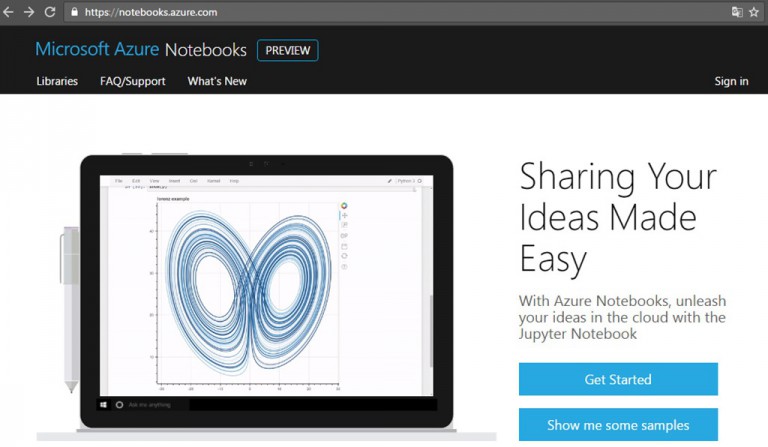 https://notebooks.azure.com
Microsoft Azure Notebooks PREVIEW
Libraries FAQ/Support What's New Sign in
File Edit View Insert Cell Kernel Help Python 3
lorenz example
Sharing Your
Ideas Made
Easy
With Azure Notebooks, unleash
your ideas in the cloud with the
Jupyter Notebook
Get Started
Show me some samples
Ask me anything